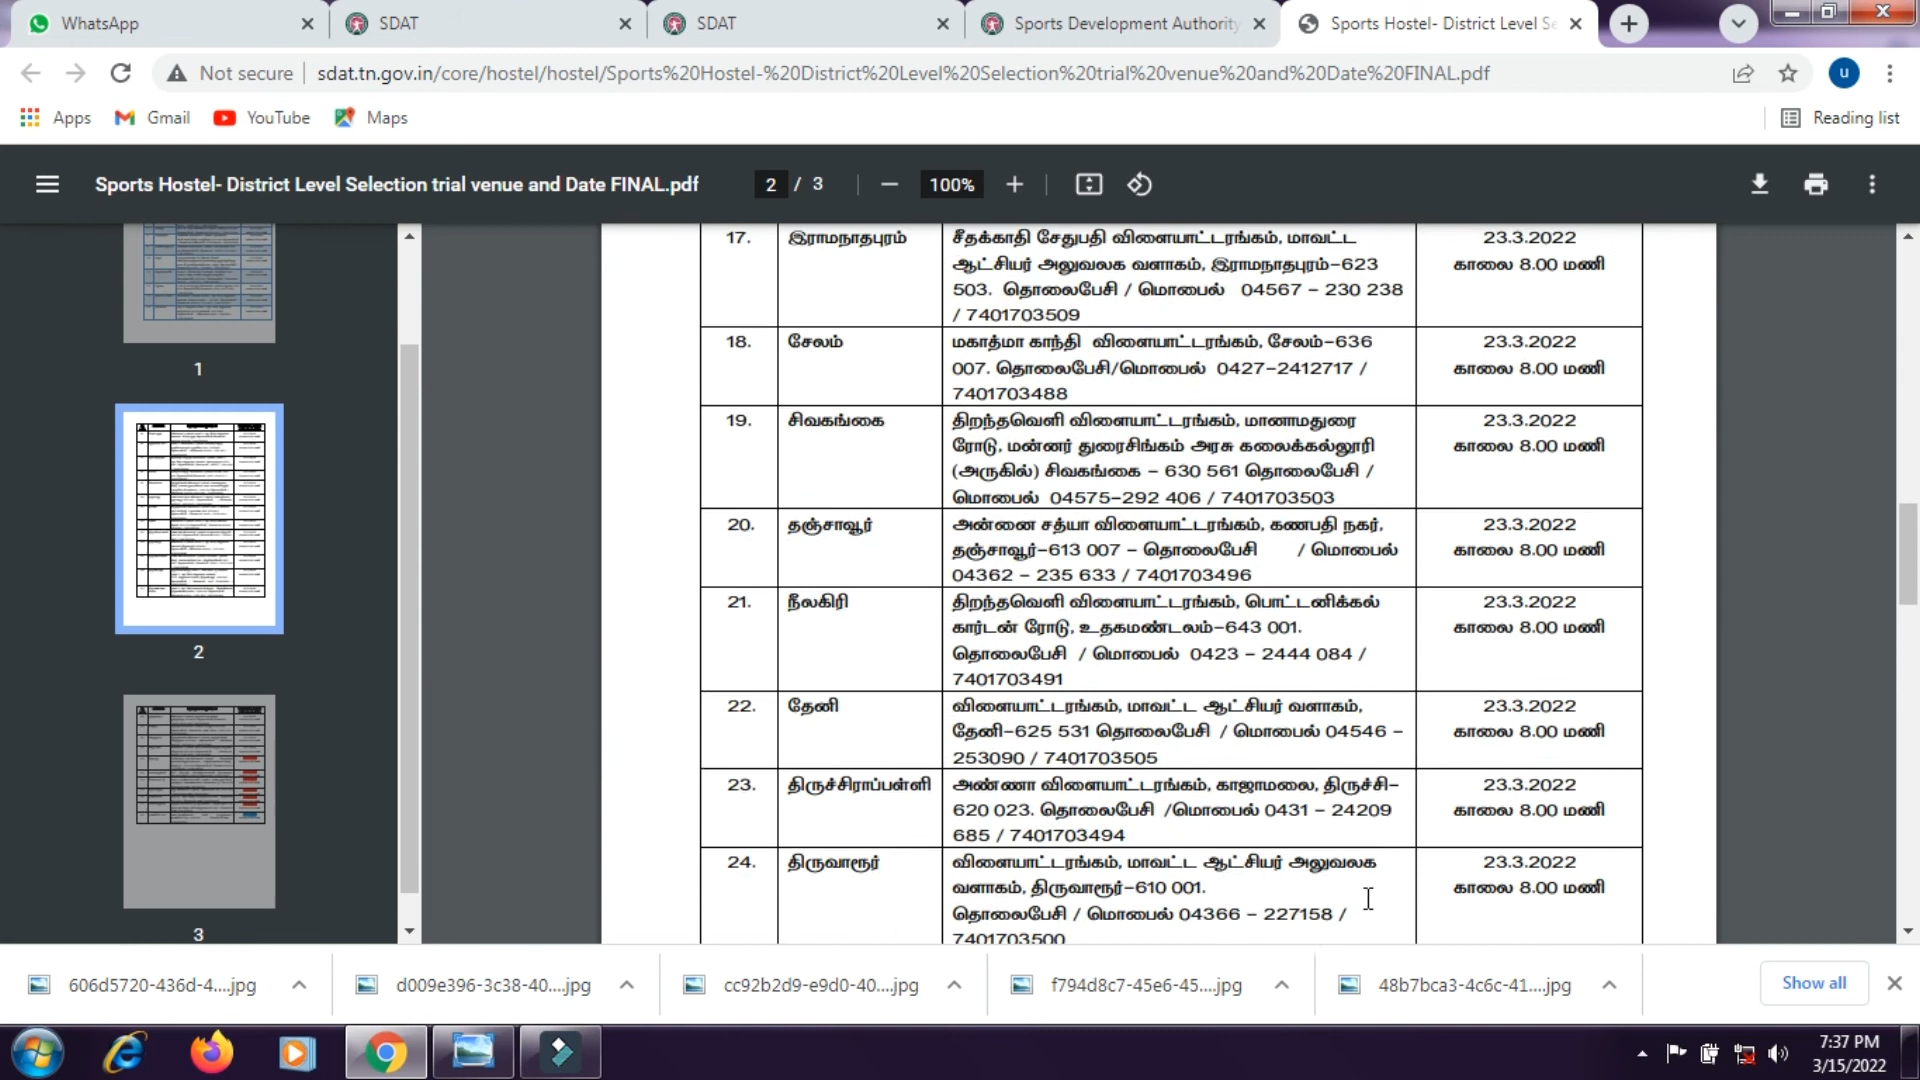 WhatsApp
SDAT
SDAT
Sports Development Authority
Sports Hostel- District Level Se
Not secure
sdat.tn.gov.in/core/hostel/hostel/Sports%20Hostel-%20District%20Level%20Selection%20trial%20venue%20and%20Date%20FINAL.pdf
u
Apps
Gmail
YouTube
Maps
Reading list
Sports Hostel- District Level Selection trial venue and Date FINAL.pdf
2 / 3
100%
1
2
3
17. இராமநாதபுரம் சீதக்காதி சேதுபதி விளையாட்டரங்கம், மாவட்ட 23.3.2022
ஆட்சியர் அலுவலக வளாகம், இராமநாதபுரம்-623 காலை 8.00 மணி
503. தொலைபேசி / மொபைல் 04567 - 230 238
/ 7401703509
18. சேலம் மகாத்மா காந்தி விளையாட்டரங்கம், சேலம்-636 23.3.2022
007. தொலைபேசி/மொபைல் 0427-2412717 / காலை 8.00 மணி
7401703488
19. சிவகங்கை திறந்தவெளி விளையாட்டரங்கம், மானாமதுரை 23.3.2022
ரோடு, மன்னர் துரைசிங்கம் அரசு கலைக்கல்லூரி காலை 8.00 மணி
(அருகில்) சிவகங்கை - 630 561 தொலைபேசி /
மொபைல் 04575-292 406 / 7401703503
20. தஞ்சாவூர் அன்னை சத்யா விளையாட்டரங்கம், கணபதி நகர், 23.3.2022
தஞ்சாவூர்-613 007 - தொலைபேசி / மொபைல் காலை 8.00 மணி
04362 - 235 633 / 7401703496
21. நீலகிரி திறந்தவெளி விளையாட்டரங்கம், பொட்டனிக்கல் 23.3.2022
கார்டன் ரோடு, உதகமண்டலம்-643 001. காலை 8.00 மணி
தொலைபேசி / மொபைல் 0423 - 2444 084 /
7401703491
22. தேனி விளையாட்டரங்கம், மாவட்ட ஆட்சியர் வளாகம், 23.3.2022
தேனி-625 531 தொலைபேசி / மொபைல் 04546 - காலை 8.00 மணி
253090 / 7401703505
23. திருச்சிராப்பள்ளி அண்ணா விளையாட்டரங்கம், காஜாமலை, திருச்சி- 23.3.2022
620 023. தொலைபேசி /மொபைல் 0431 - 24209 காலை 8.00 மணி
685 / 7401703494
24. திருவாரூர் விளையாட்டரங்கம், மாவட்ட ஆட்சியர் அலுவலக 23.3.2022
வளாகம், திருவாரூர்-610 001. காலை 8.00 மணி
தொலைபேசி / மொபைல் 04366 - 227158 /
7401703500
606d5720-436d-4....jpg
d009e396-3c38-40....jpg
cc92b2d9-e9d0-40....jpg
f794d8c7-45e6-45....jpg
48b7bca3-4c6c-41....jpg
Show all
7:37 PM
3/15/2022